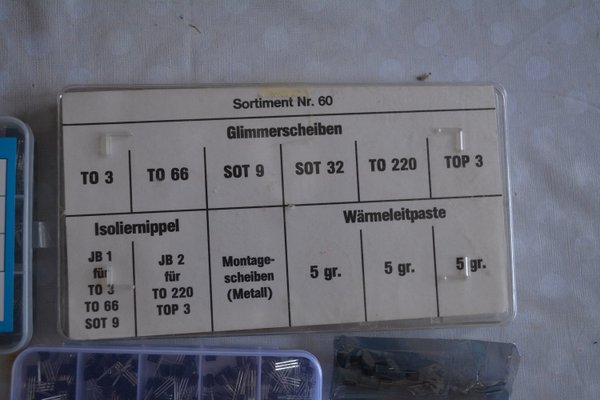 Sortiment Nr. 60
Glimmerscheiben
TO 3 TO 66 SOT 9 SOT 32 TO 220 TOP 3
Isoliernippel
JB 1
für
TO 3
TO 66
SOT 9
JB 2
für
TO 220
TOP 3
Montage-
scheiben
(Metall)
Wärmeleitpaste
5 gr. 5 gr. 5 gr.